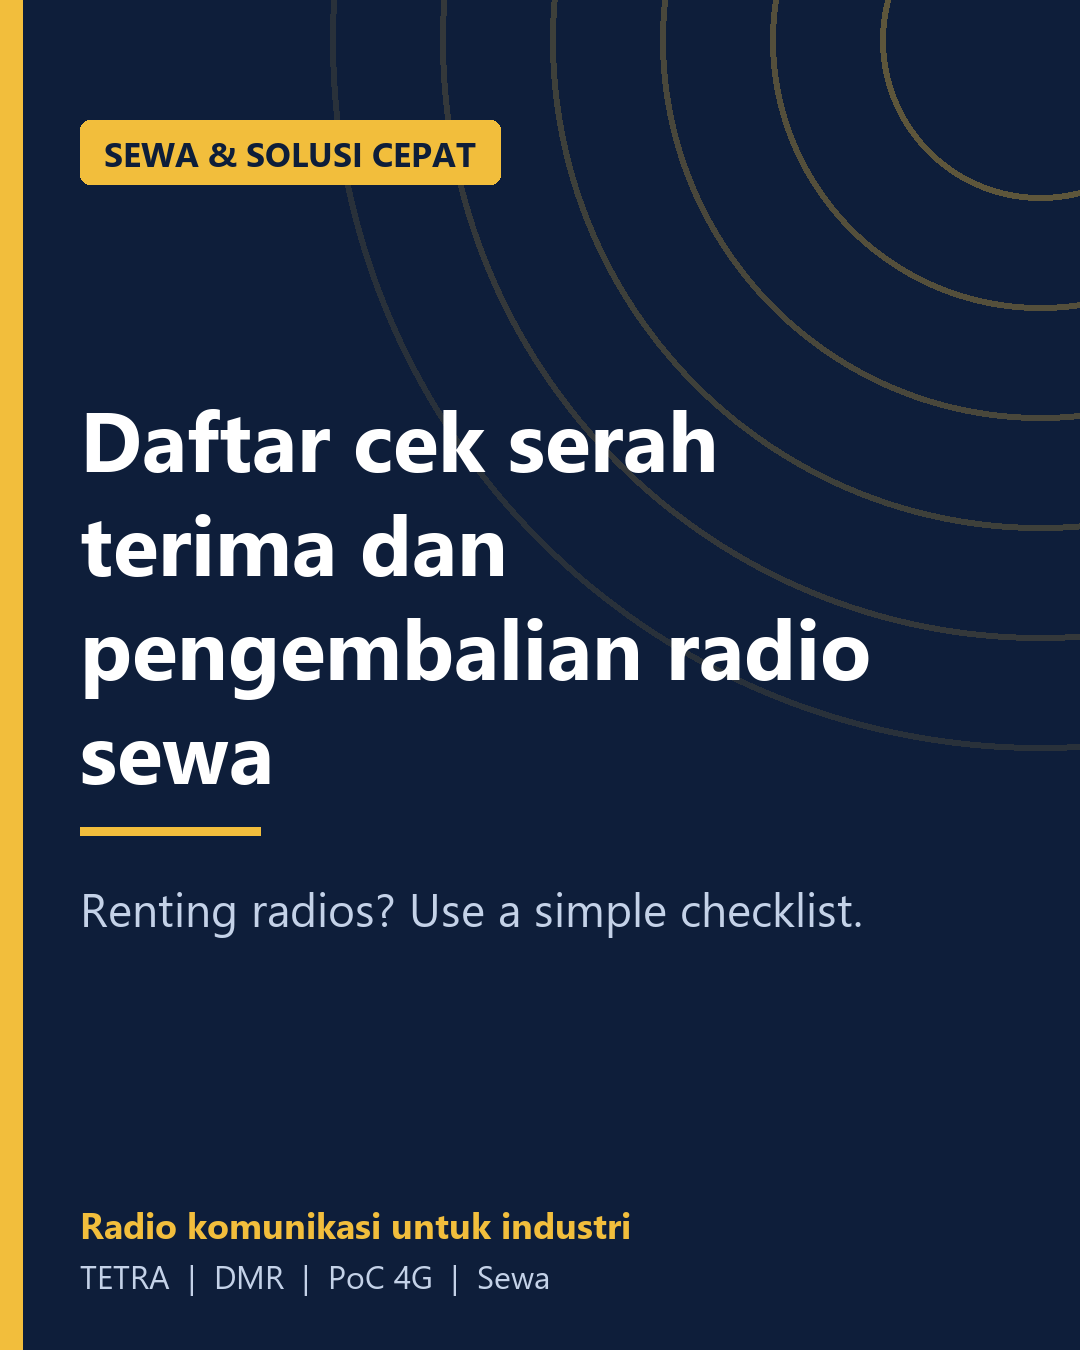 SEWA & SOLUSI CEPAT
Daftar cek serah
terima dan
pengembalian radio
sewa
Renting radios? Use a simple checklist.
Radio komunikasi untuk industri
TETRA | DMR | PoC 4G | Sewa